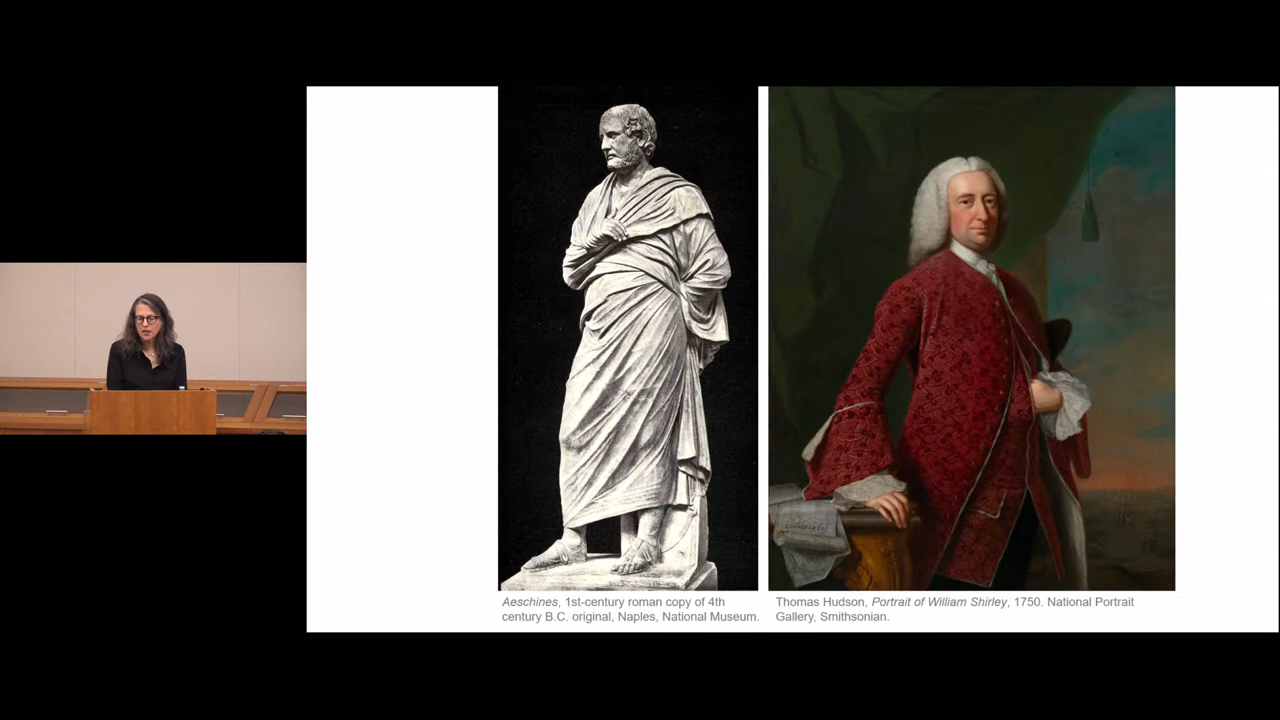 Aeschines, 1st-century roman copy of 4th
century B.C. original, Naples, National Museum.
Thomas Hudson, Portrait of William Shirley, 1750. National Portrait
Gallery, Smithsonian.